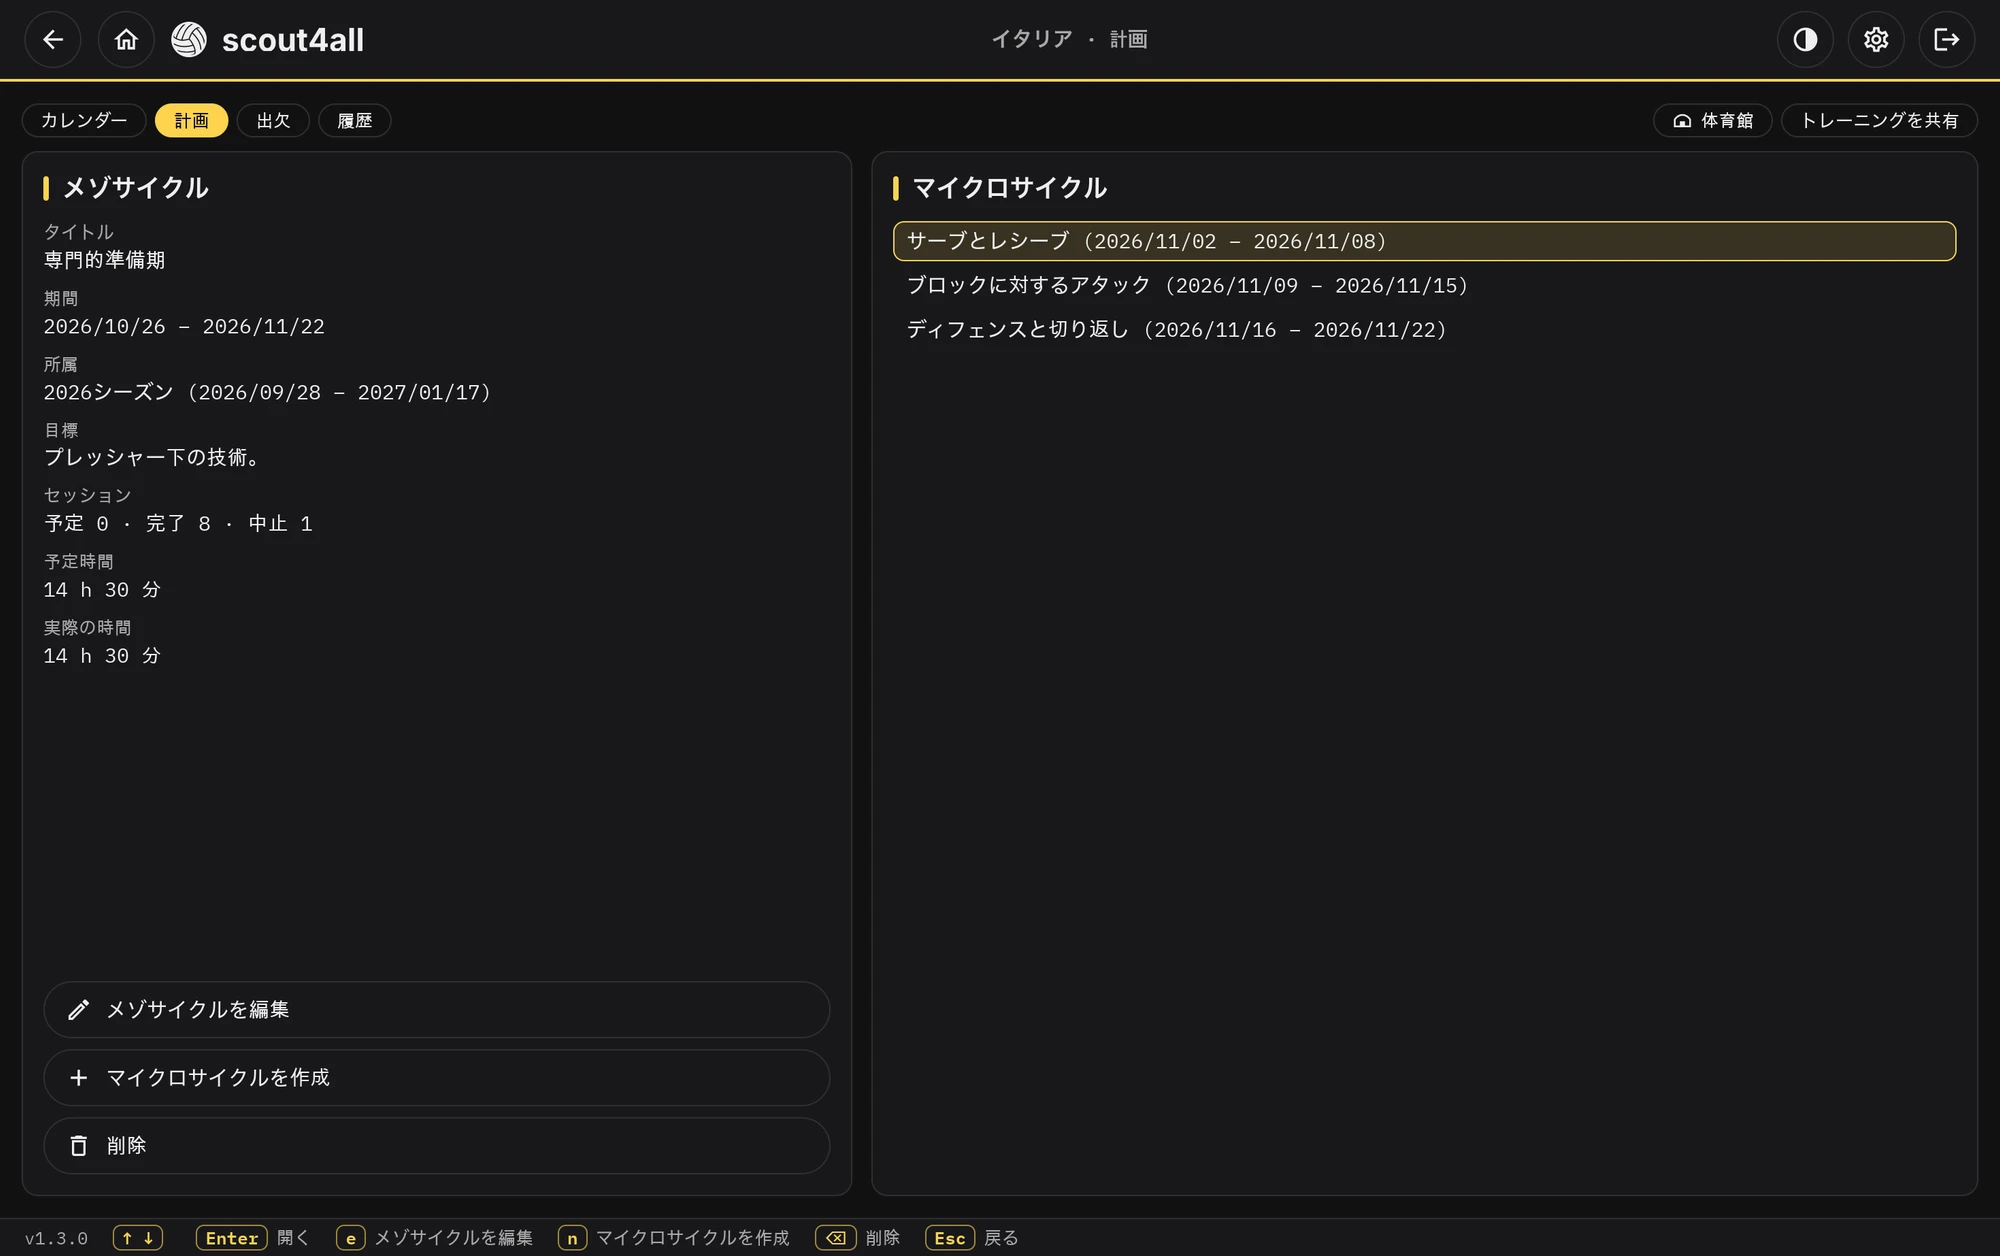 scout4all
イタリア · 計画
カレンダー 計画 出欠 履歴 体育館 トレーニングを共有
メゾサイクル
タイトル
専門的準備期
期間
2026/10/26 – 2026/11/22
所属
2026シーズン (2026/09/28 – 2027/01/17)
目標
プレッシャー下の技術。
セッション
予定 0 · 完了 8 · 中止 1
予定時間
14 h 30 分
実際の時間
14 h 30 分
メゾサイクルを編集
マイクロサイクルを作成
削除
マイクロサイクル
サーブとレシーブ (2026/11/02 – 2026/11/08)
ブロックに対するアタック (2026/11/09 – 2026/11/15)
ディフェンスと切り返し (2026/11/16 – 2026/11/22)
v1.3.0 ↑ ↓ Enter 開く e メゾサイクルを編集 n マイクロサイクルを作成 ⌫ 削除 Esc 戻る